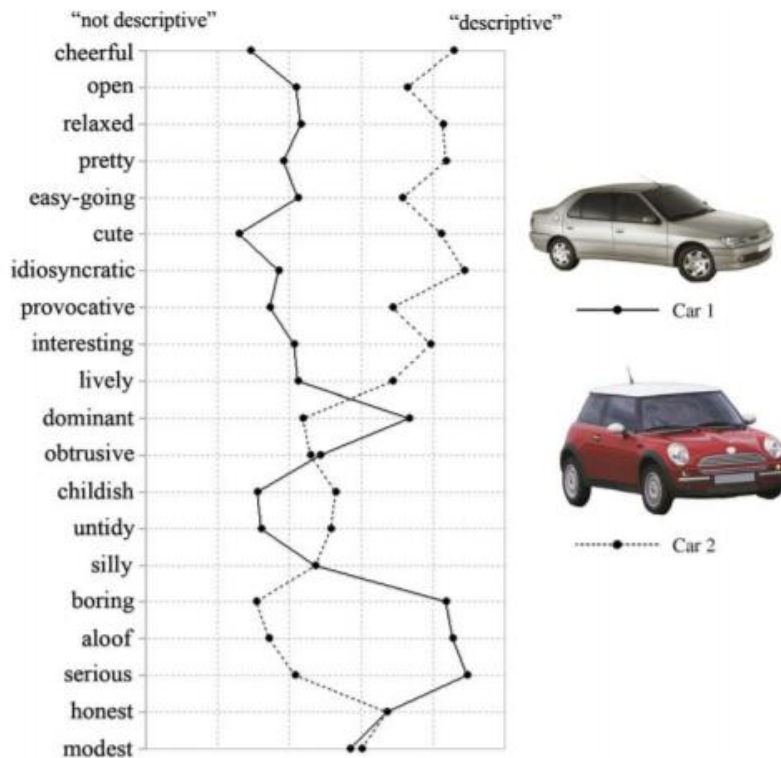 “not descriptive” “descriptive”
cheerful
open
relaxed
pretty
easy-going
cute
idiosyncratic
provocative
interesting
lively
dominant
obtrusive
childish
untidy
silly
boring
aloof
serious
honest
modest
Car 1
Car 2